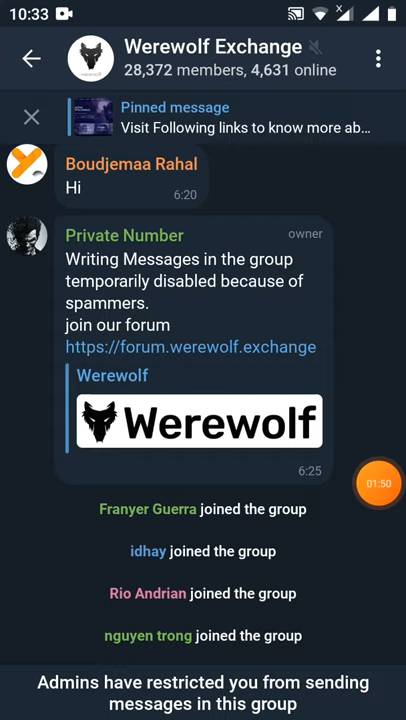 10:33
Werewolf Exchange
28,372 members, 4,631 online
Pinned message
Visit Following links to know more ab...
Boudjemaa Rahal
Hi
6:20
Private Number owner
Writing Messages in the group
temporarily disabled because of
spammers.
join our forum
https://forum.werewolf.exchange
Werewolf
Werewolf
6:25
01:50
Franyer Guerra joined the group
idhay joined the group
Rio Andrian joined the group
nguyen trong joined the group
Admins have restricted you from sending
messages in this group